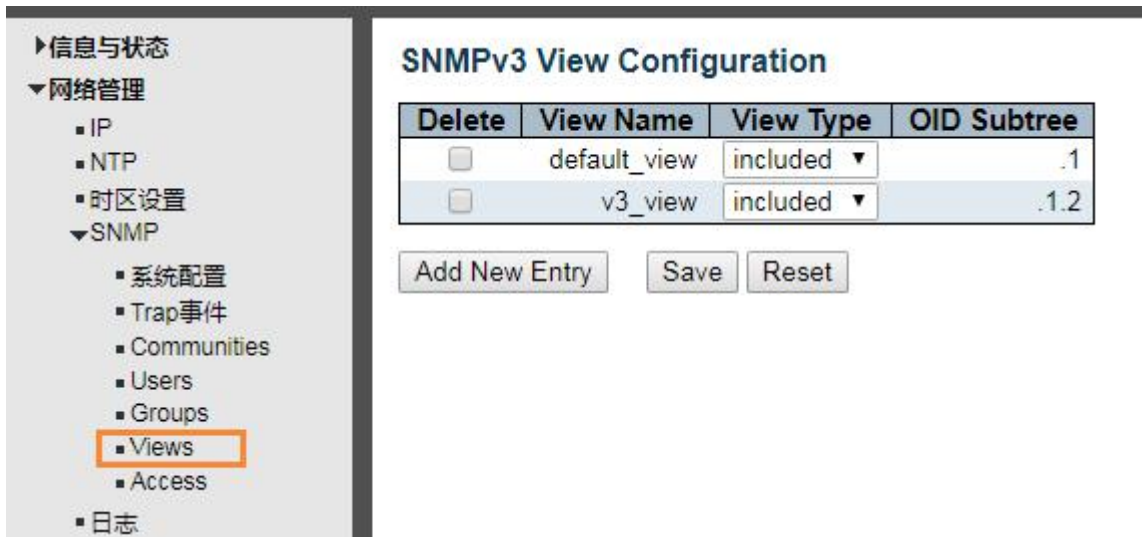 信息与状态
网络管理
IP
NTP
时区设置
SNMP
系统配置
Trap事件
Communities
Users
Groups
Views
Access
日志
SNMPv3 View Configuration
Delete View Name View Type OID Subtree
default_view included .1
v3_view included .1.2
Add New Entry Save Reset